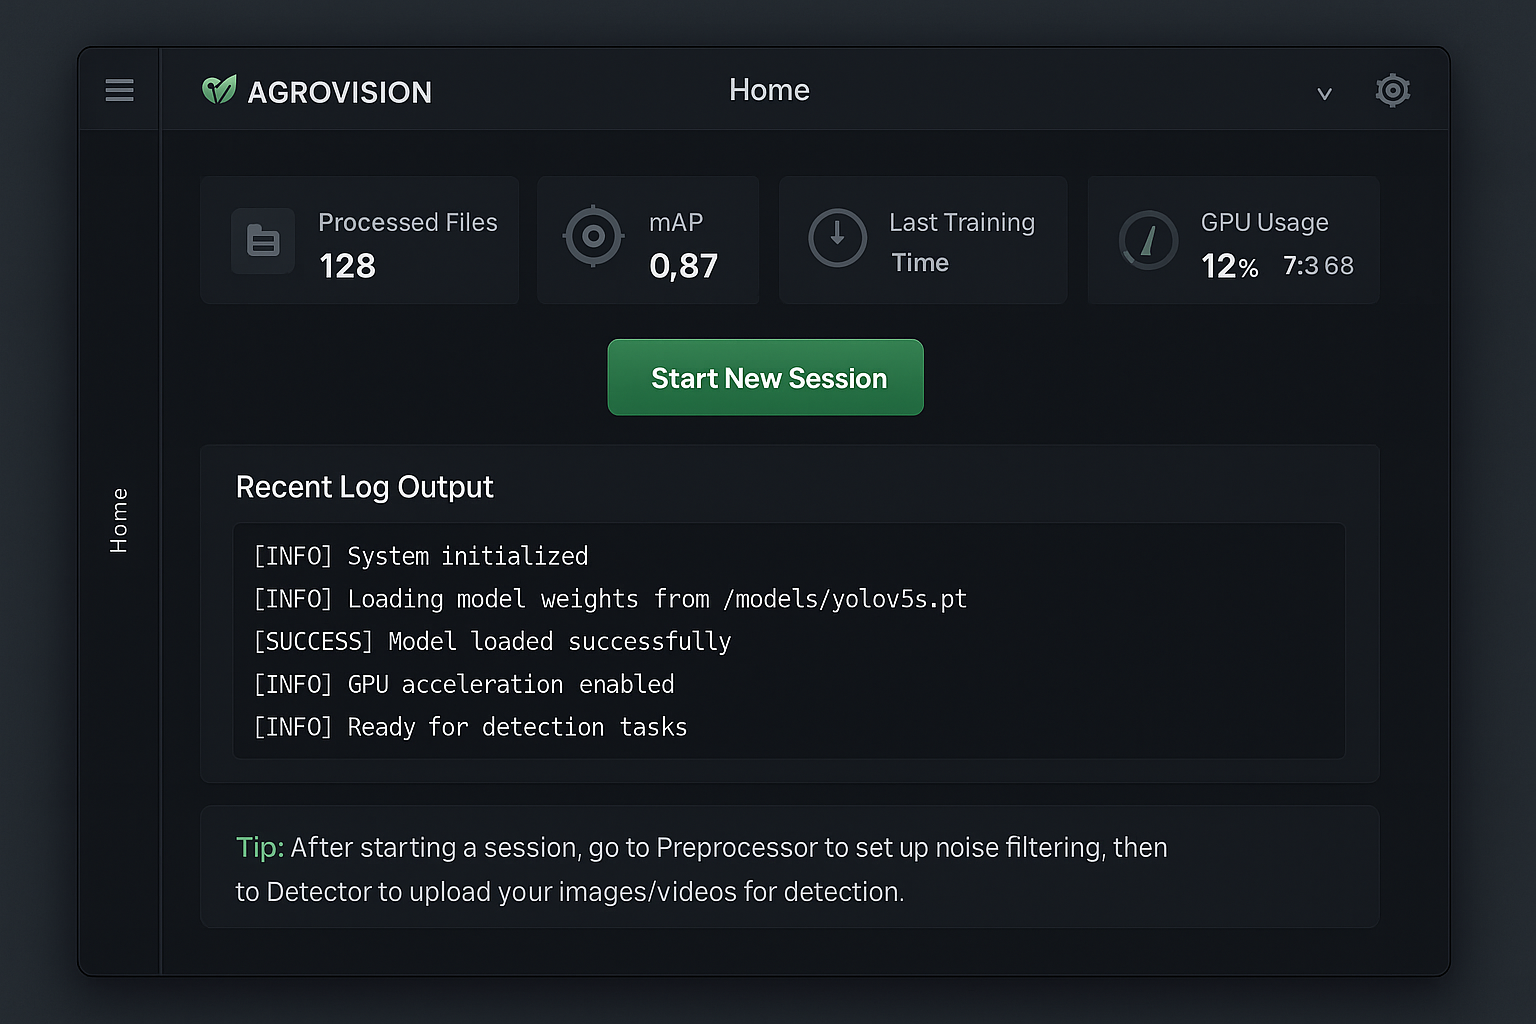 AGROVISION
Home
v
Processed Files
128
mAP
0,87
Last Training
Time
GPU Usage
12% 7:3 68
Start New Session
Home
Recent Log Output
[INFO] System initialized
[INFO] Loading model weights from /models/yolov5s.pt
[SUCCESS] Model loaded successfully
[INFO] GPU acceleration enabled
[INFO] Ready for detection tasks
Tip: After starting a session, go to Preprocessor to set up noise filtering, then
to Detector to upload your images/videos for detection.